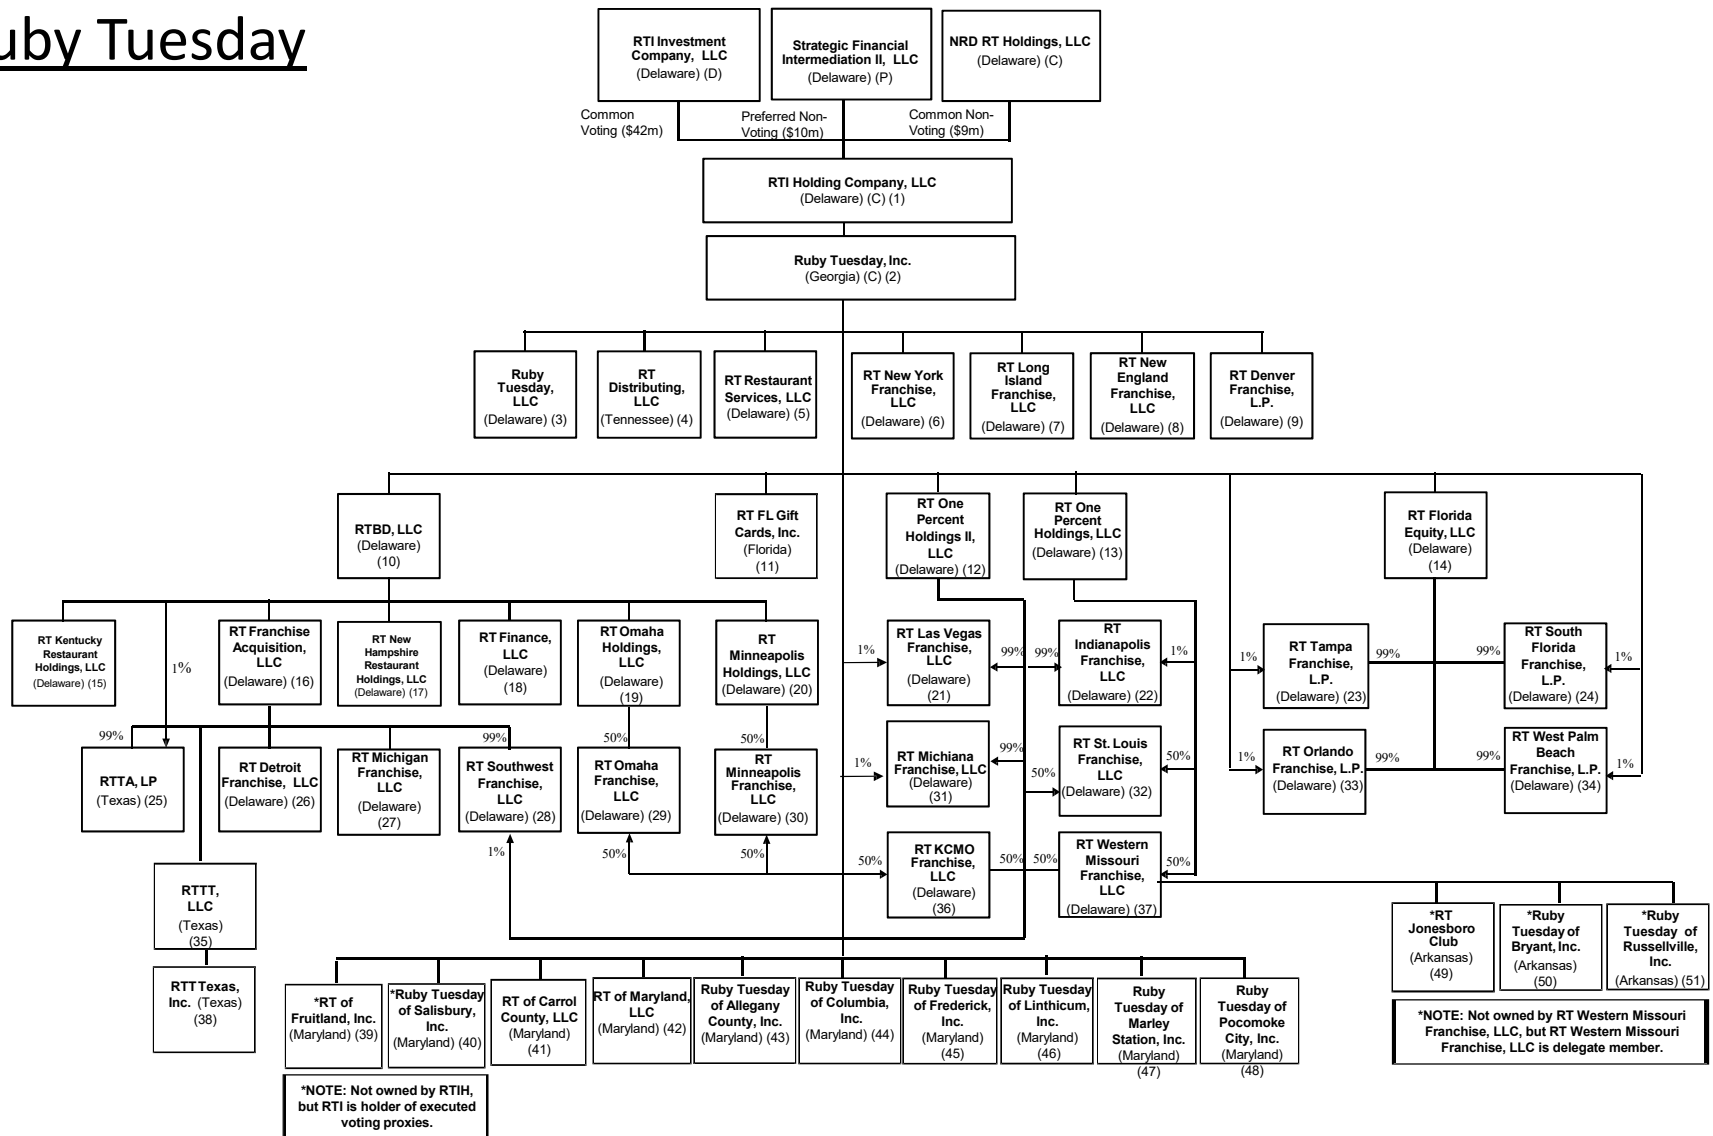 uby Tuesday
RTI Investment
Company, LLC
(Delaware) (D)
Strategic Financial
Intermediation II, LLC
(Delaware) (P)
NRD RT Holdings, LLC
(Delaware) (C)
Common
Voting ($42m)
Preferred Non-
Voting ($10m)
Common Non-
Voting ($9m)
RTI Holding Company, LLC
(Delaware) (C) (1)
Ruby Tuesday, Inc.
(Georgia) (C) (2)
Ruby
Tuesday,
LLC
(Delaware) (3)
RT
Distributing,
LLC
(Tennessee) (4)
RT Restaurant
Services, LLC
(Delaware) (5)
RT New York
Franchise,
LLC
(Delaware) (6)
RT Long
Island
Franchise,
LLC
(Delaware) (7)
RT New
England
Franchise,
LLC
(Delaware) (8)
RT Denver
Franchise,
L.P.
(Delaware) (9)
RTBD, LLC
(Delaware)
(10)
RT FL Gift
Cards, Inc.
(Florida)
(11)
RT One
Percent
Holdings II,
LLC
(Delaware) (12)
RT One
Percent
Holdings, LLC
(Delaware) (13)
RT Florida
Equity, LLC
(Delaware)
(14)
RT Kentucky
Restaurant
Holdings, LLC
(Delaware) (15)
1%
RT Franchise
Acquisition,
LLC
(Delaware) (16)
RT New
Hampshire
Restaurant
Holdings, LLC
(Delaware) (17)
RT Finance,
LLC
(Delaware)
(18)
RT Omaha
Holdings,
LLC
(Delaware)
(19)
RT
Minneapolis
Holdings, LLC
(Delaware) (20)
1%
RT Las Vegas
Franchise,
LLC
(Delaware)
(21)
99%
99%
RT
Indianapolis
Franchise,
LLC
(Delaware) (22)
1%
1%
RT Tampa
Franchise,
L.P.
(Delaware) (23)
99%
99%
RT South
Florida
Franchise,
L.P.
(Delaware) (24)
1%
99%
RTTA, LP
(Texas) (25)
RT Detroit
Franchise, LLC
(Delaware) (26)
RT Michigan
Franchise,
LLC
(Delaware)
(27)
99%
RT Southwest
Franchise,
LLC
(Delaware) (28)
1%
50%
RT Omaha
Franchise,
LLC
(Delaware) (29)
50%
50%
RT
Minneapolis
Franchise,
LLC
(Delaware) (30)
50%
1%
RT Michiana
Franchise, LLC
(Delaware)
(31)
99%
50%
RT St. Louis
Franchise,
LLC
(Delaware) (32)
50%
1%
RT Orlando
Franchise, L.P.
(Delaware) (33)
99%
99%
RT West Palm
Beach
Franchise, L.P.
(Delaware) (34)
1%
RTTT,
LLC
(Texas)
(35)
50%
RT KCMO
Franchise,
LLC
(Delaware)
(36)
50%
50%
RT Western
Missouri
Franchise,
LLC
(Delaware) (37)
50%
RTT Texas,
Inc. (Texas)
(38)
*RT of
Fruitland, Inc.
(Maryland) (39)
*Ruby Tuesday
of Salisbury,
Inc.
(Maryland) (40)
RT of Carrol
County, LLC
(Maryland)
(41)
RT of Maryland,
LLC
(Maryland) (42)
Ruby Tuesday
of Allegany
County, Inc.
(Maryland) (43)
Ruby Tuesday
of Columbia,
Inc.
(Maryland) (44)
Ruby Tuesday
of Frederick,
Inc.
(Maryland)
(45)
Ruby Tuesday
of Linthicum,
Inc.
(Maryland)
(46)
Ruby
Tuesday of
Marley
Station, Inc.
(Maryland)
(47)
Ruby
Tuesday of
Pocomoke
City, Inc.
(Maryland)
(48)
*RT
Jonesboro
Club
(Arkansas)
(49)
*Ruby
Tuesday of
Bryant, Inc.
(Arkansas)
(50)
*Ruby
Tuesday of
Russellville,
Inc.
(Arkansas) (51)
*NOTE: Not owned by RT Western Missouri
Franchise, LLC, but RT Western Missouri
Franchise, LLC is delegate member.
*NOTE: Not owned by RTIH,
but RTI is holder of executed
voting proxies.